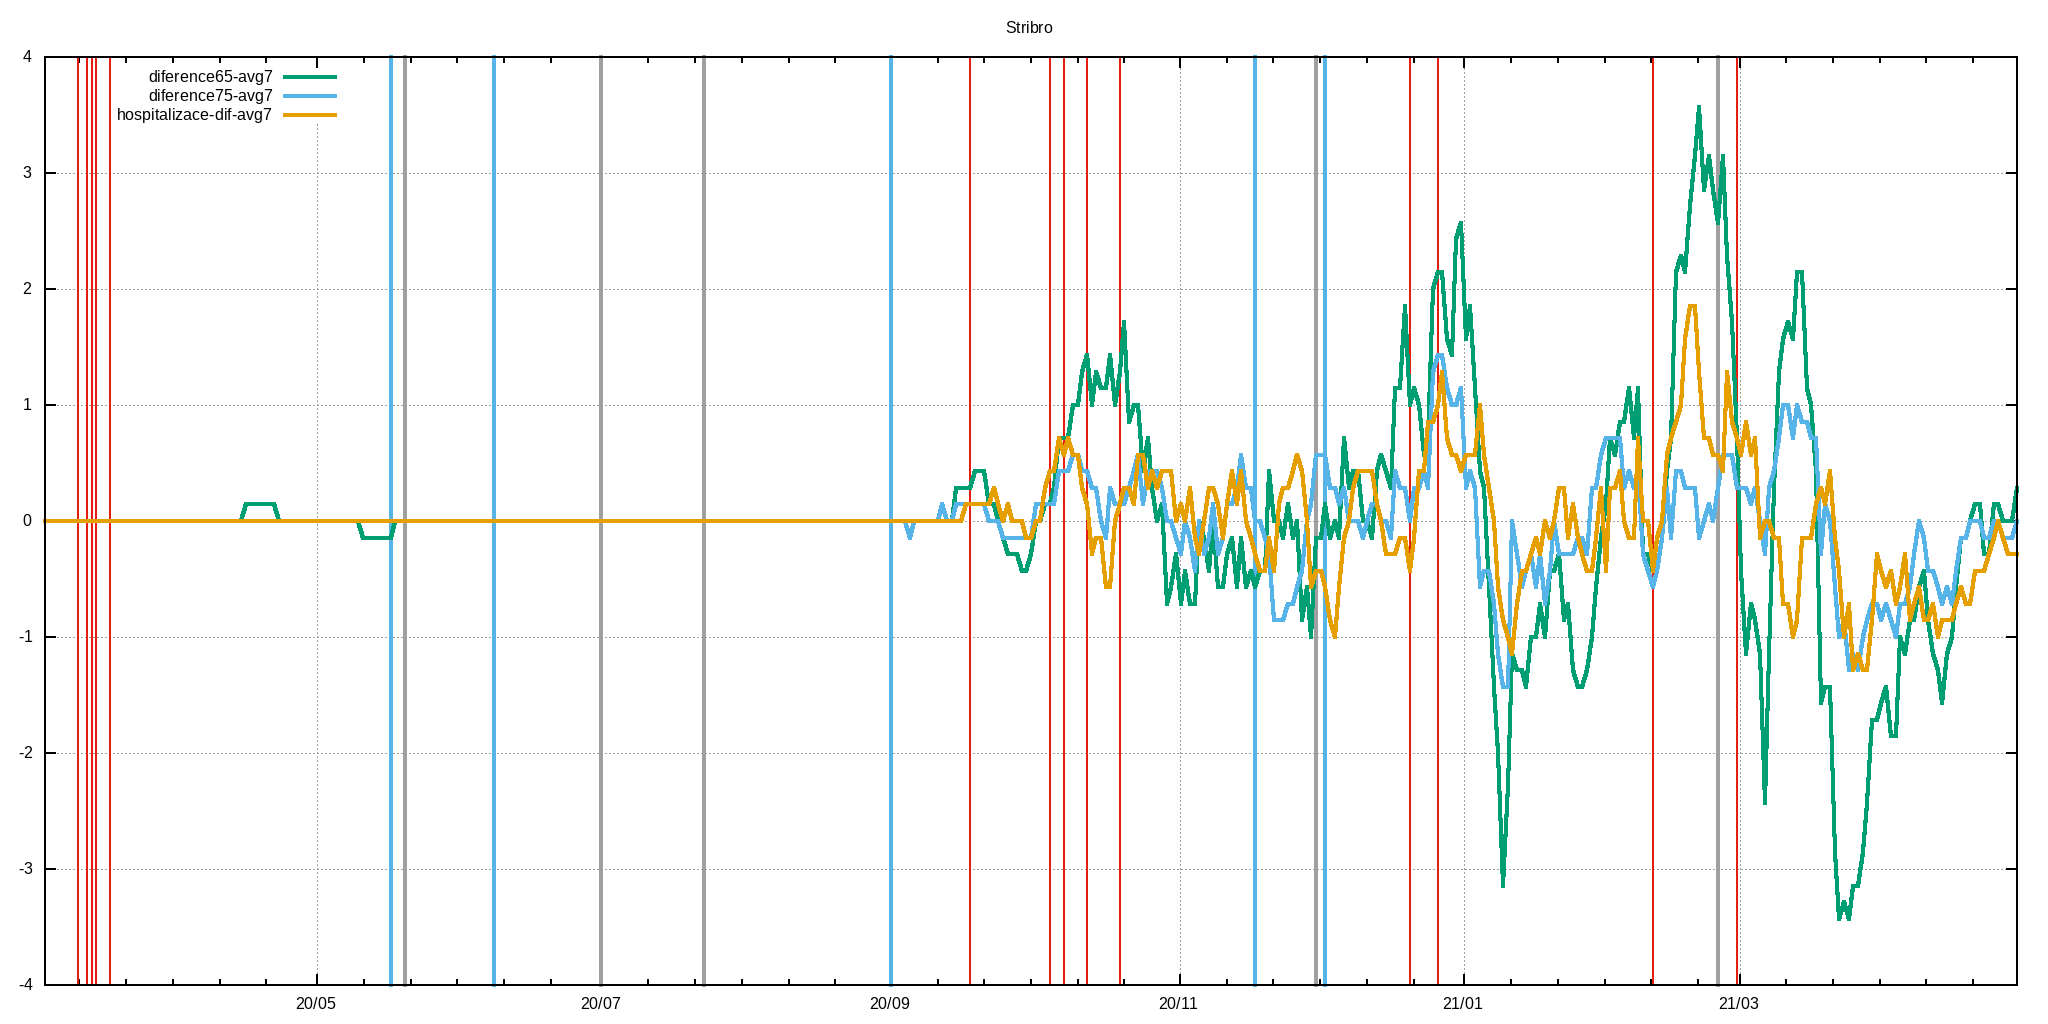 Stribro
4
diference65-avg7
diference75-avg7
hospitalizace-dif-avg7
3
2
1
0
-1
-2
-3
-4
20/05 20/07 20/09 20/11 21/01 21/03